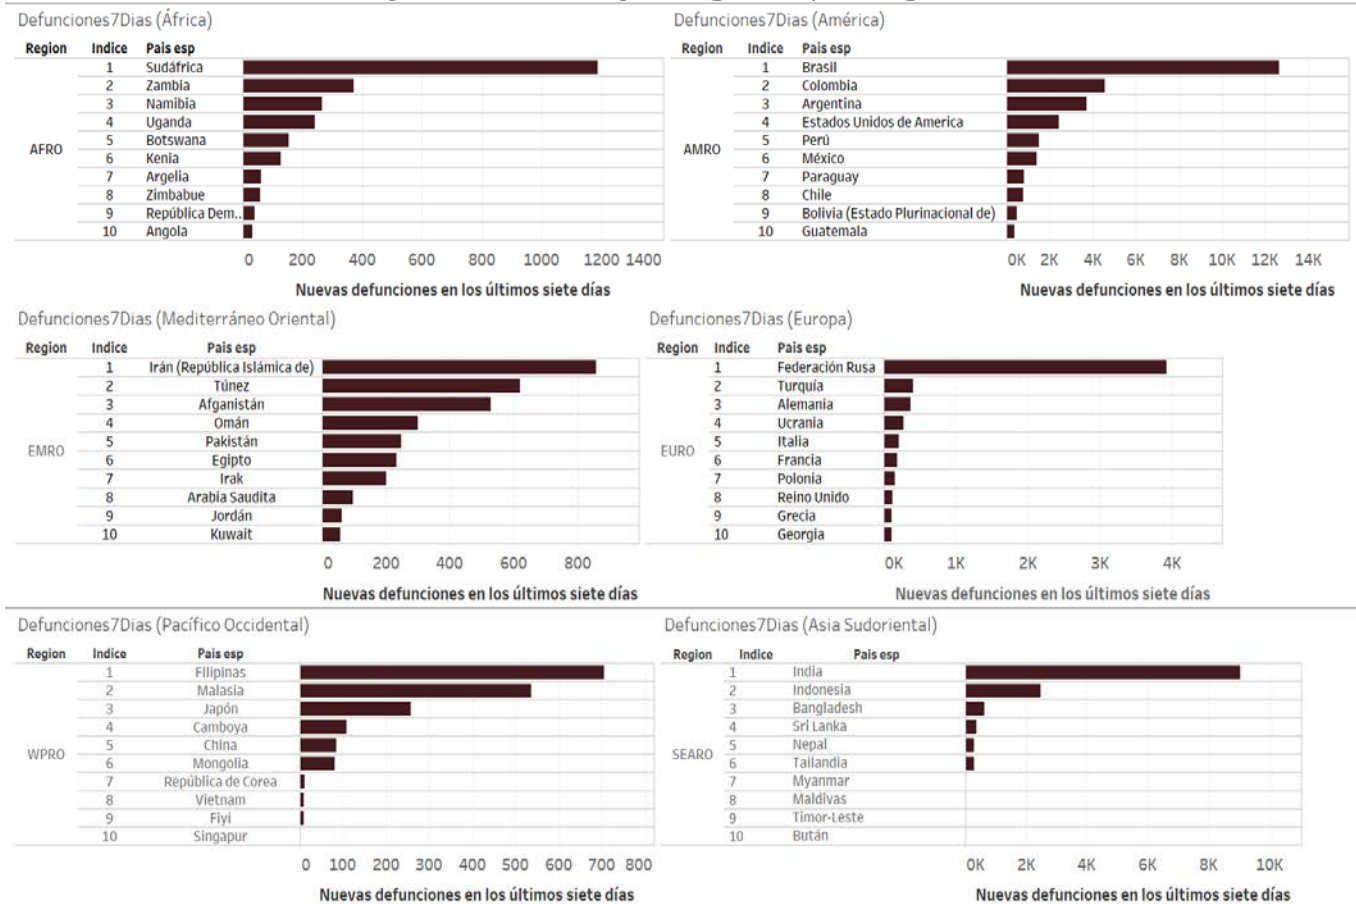 Defunciones7Dias (África)
Region Indice Pais esp
AFRO
1 Sudáfrica
2 Zambia
3 Namibia
4 Uganda
5 Botswana
6 Kenia
7 Argelia
8 Zimbabue
9 República Dem..
10 Angola
0 200 400 600 800 1000 1200 1400
Nuevas defunciones en los últimos siete días
Defunciones7Dias (América)
Region Indice Pais esp
AMRO
1 Brasil
2 Colombia
3 Argentina
4 Estados Unidos de America
5 Perú
6 México
7 Paraguay
8 Chile
9 Bolivia (Estado Plurinacional de)
10 Guatemala
0K 2K 4K 6K 8K 10K 12K 14K
Nuevas defunciones en los últimos siete días
Defunciones7Dias (Mediterráneo Oriental)
Region Indice Pais esp
EMRO
1 Irán (República Islámica de)
2 Túnez
3 Afganistán
4 Omán
5 Pakistán
6 Egipto
7 Irak
8 Arabia Saudita
9 Jordán
10 Kuwait
0 200 400 600 800
Nuevas defunciones en los últimos siete días
Defunciones7Dias (Europa)
Region Indice Pais esp
EURO
1 Federación Rusa
2 Turquía
3 Alemania
4 Ucrania
5 Italia
6 Francia
7 Polonia
8 Reino Unido
9 Grecia
10 Georgia
0K 1K 2K 3K 4K
Nuevas defunciones en los últimos siete días
Defunciones7Dias (Pacífico Occidental)
Region Indice Pais esp
WPRO
1 Filipinas
2 Malasia
3 Japón
4 Camboya
5 China
6 Mongolia
7 República de Corea
8 Vietnam
9 Fiyi
10 Singapur
0 100 200 300 400 500 600 700 800
Nuevas defunciones en los últimos siete días
Defunciones7Dias (Asia Sudoriental)
Region Indice Pais esp
SEARO
1 India
2 Indonesia
3 Bangladesh
4 Sri Lanka
5 Nepal
6 Tailandia
7 Myanmar
8 Maldivas
9 Timor-Leste
10 Bután
0K 2K 4K 6K 8K 10K
Nuevas defunciones en los últimos siete días